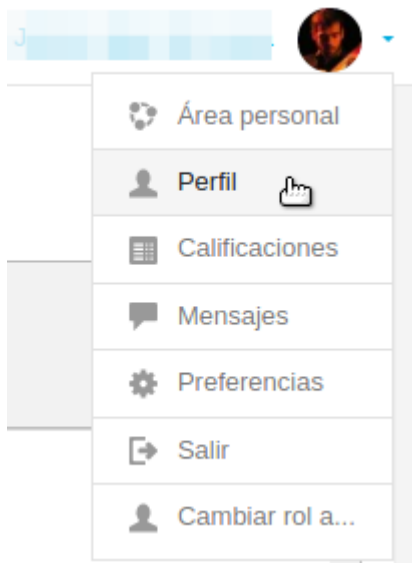 J
Área personal
Perfil
Calificaciones
Mensajes
Preferencias
Salir
Cambiar rol a...